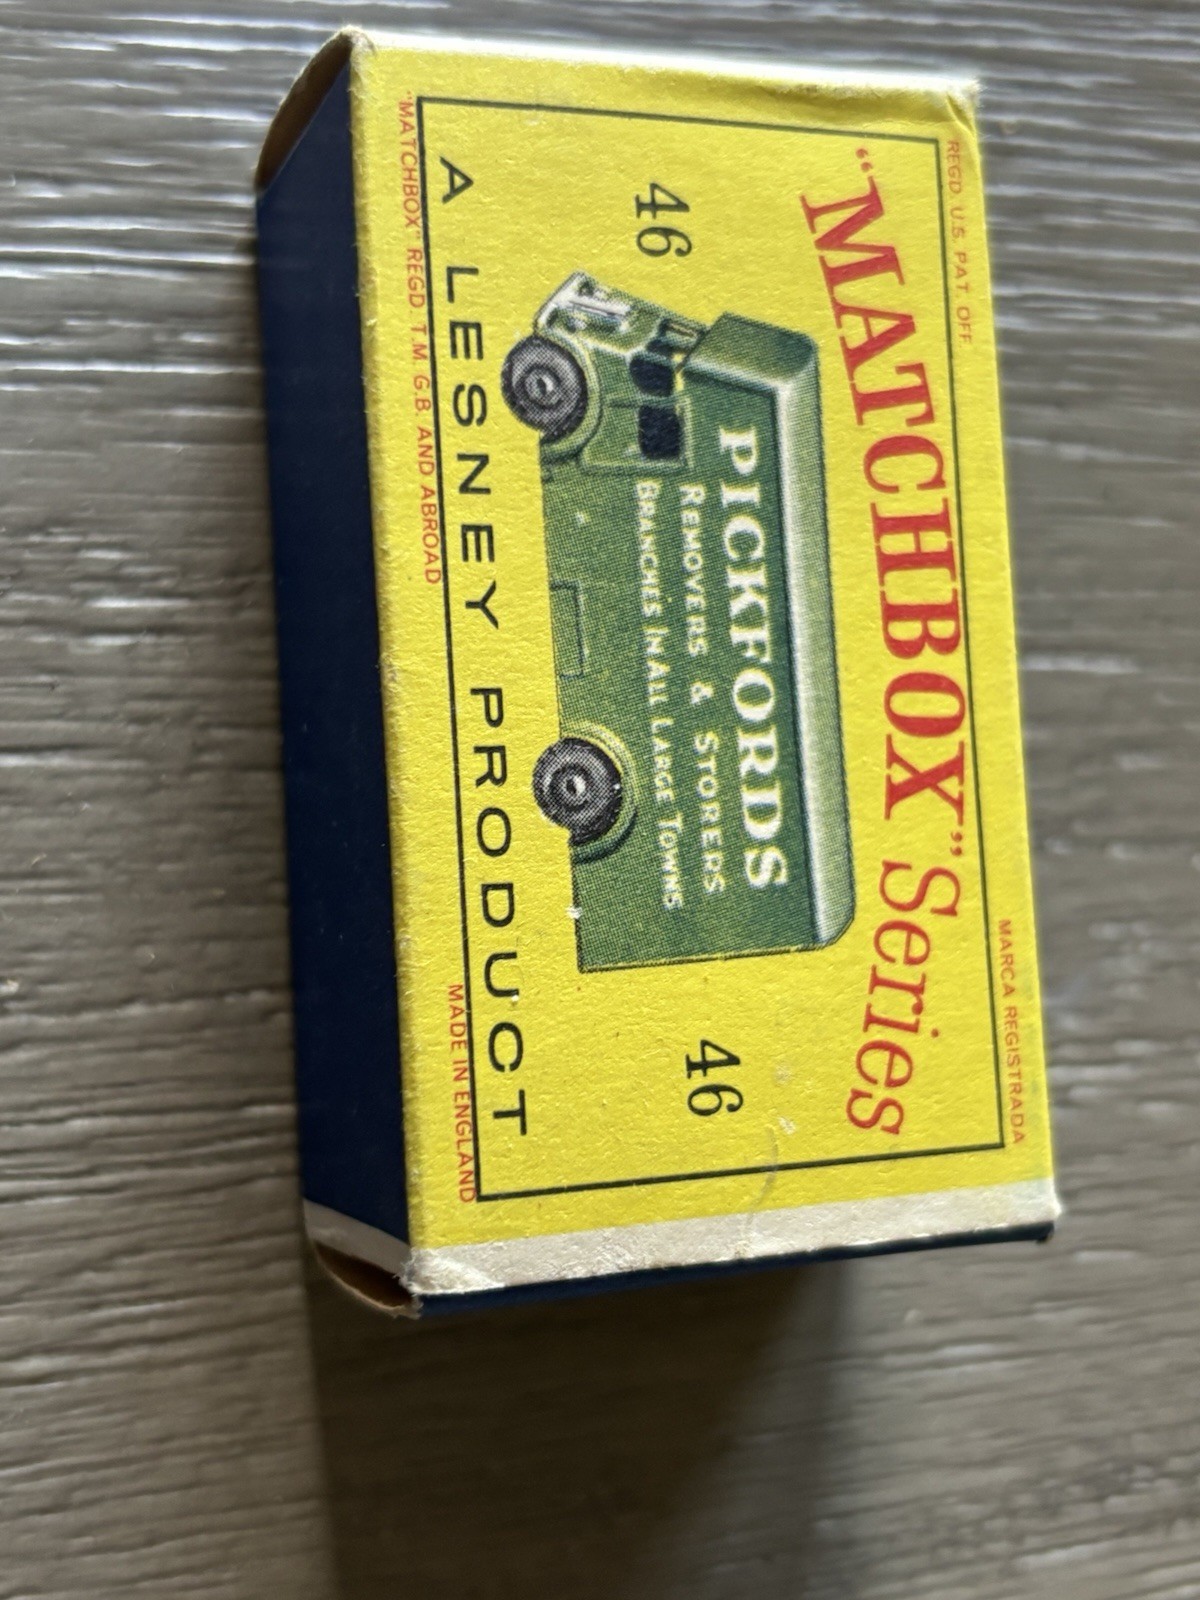 REGD. U.S. PAT. OFF. MARCA REGISTRADA
"MATCHBOX" Series
46
PICKFORDS
REMOVERS & STORERS
BRANCHES IN ALL LARGE TOWNS
46
A LESNEY PRODUCT
"MATCHBOX" REGD. T.M. G.B. AND ABROAD MADE IN ENGLAND